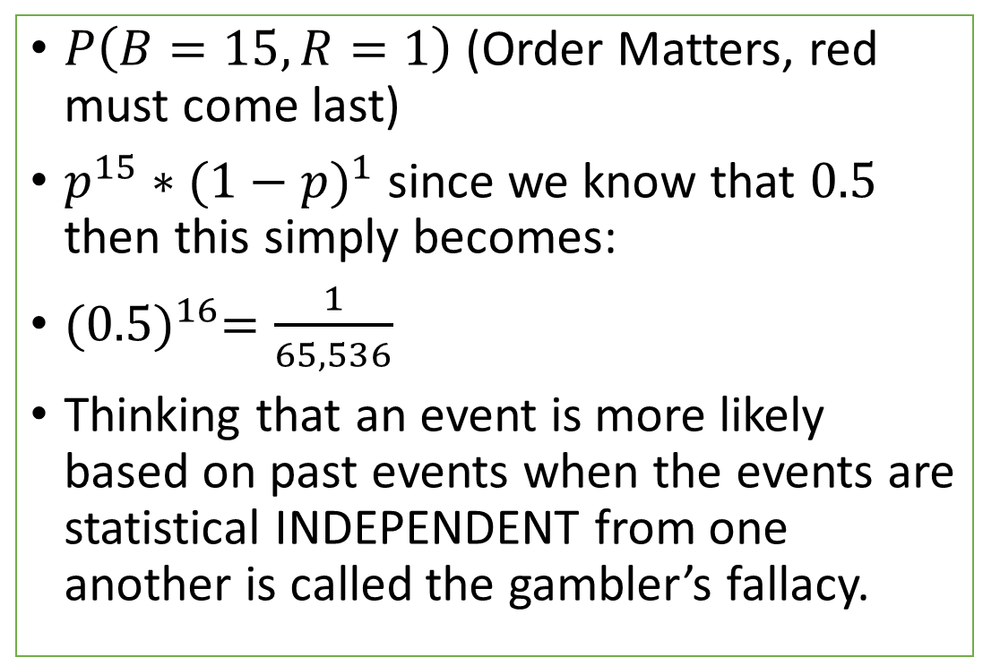 • P(B = 15, R = 1) (Order Matters, red
must come last)
• p¹⁵ ∗ (1 − p)¹ since we know that 0.5
then this simply becomes:
• (0.5)¹⁶= 1/65,536
• Thinking that an event is more likely
based on past events when the events are
statistical INDEPENDENT from one
another is called the gambler’s fallacy.